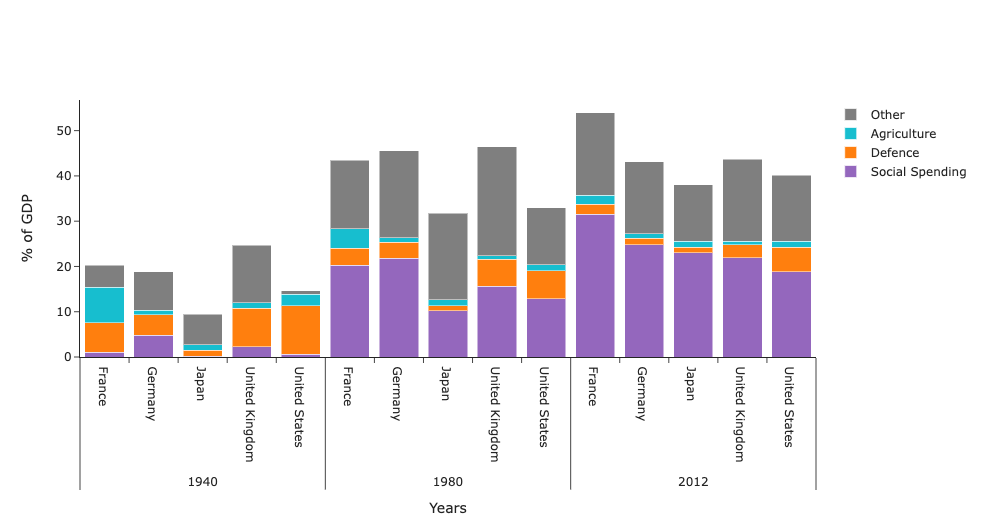 Other
Agriculture
Defence
Social Spending
% of GDP
50
40
30
20
10
0
France
Germany
Japan
United Kingdom
United States
France
Germany
Japan
United Kingdom
United States
France
Germany
Japan
United Kingdom
United States
1940
1980
2012
Years